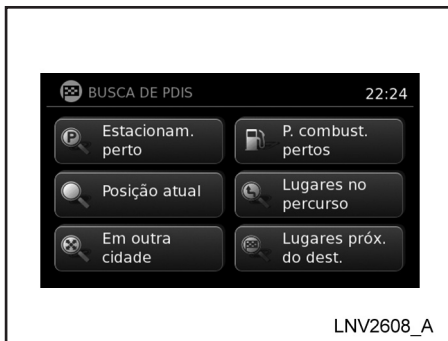 BUSCA DE PDIS
22:24
Estacionam.
perto
P. combust.
pertos
Posição atual
Lugares no
percurso
Em outra
cidade
Lugares próx.
do dest.
LNV2608_A